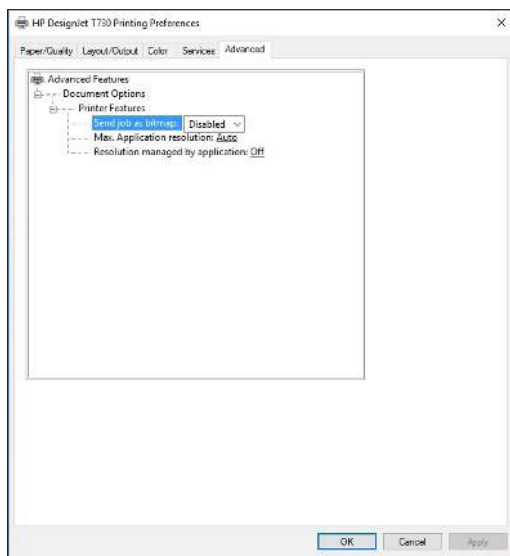 HP DesignJet T730 Printing Preferences
Paper/Quality Layout/Output Color Services Advanced
Advanced Features
Document Options
Printer Features
Send job as bitmap: Disabled
Max. Application resolution: Auto
Resolution managed by application: Off
OK Cancel Apply